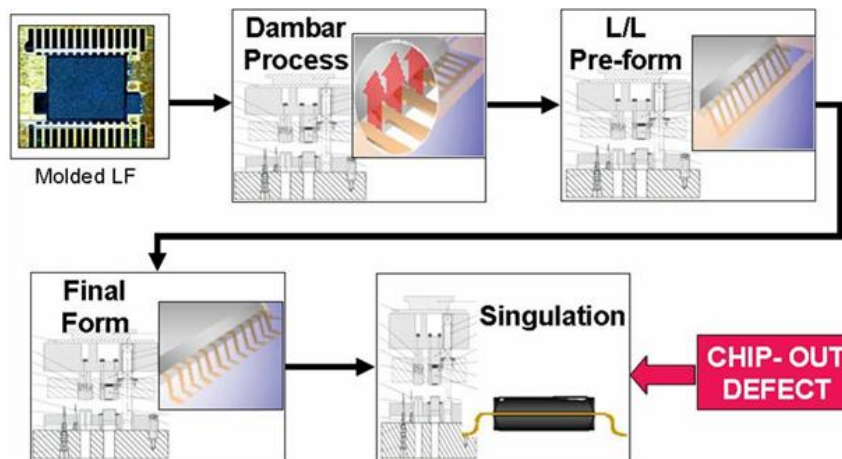 Molded LF
Dambar
Process
L/L
Pre-form
Final
Form
Singulation
CHIP- OUT
DEFECT